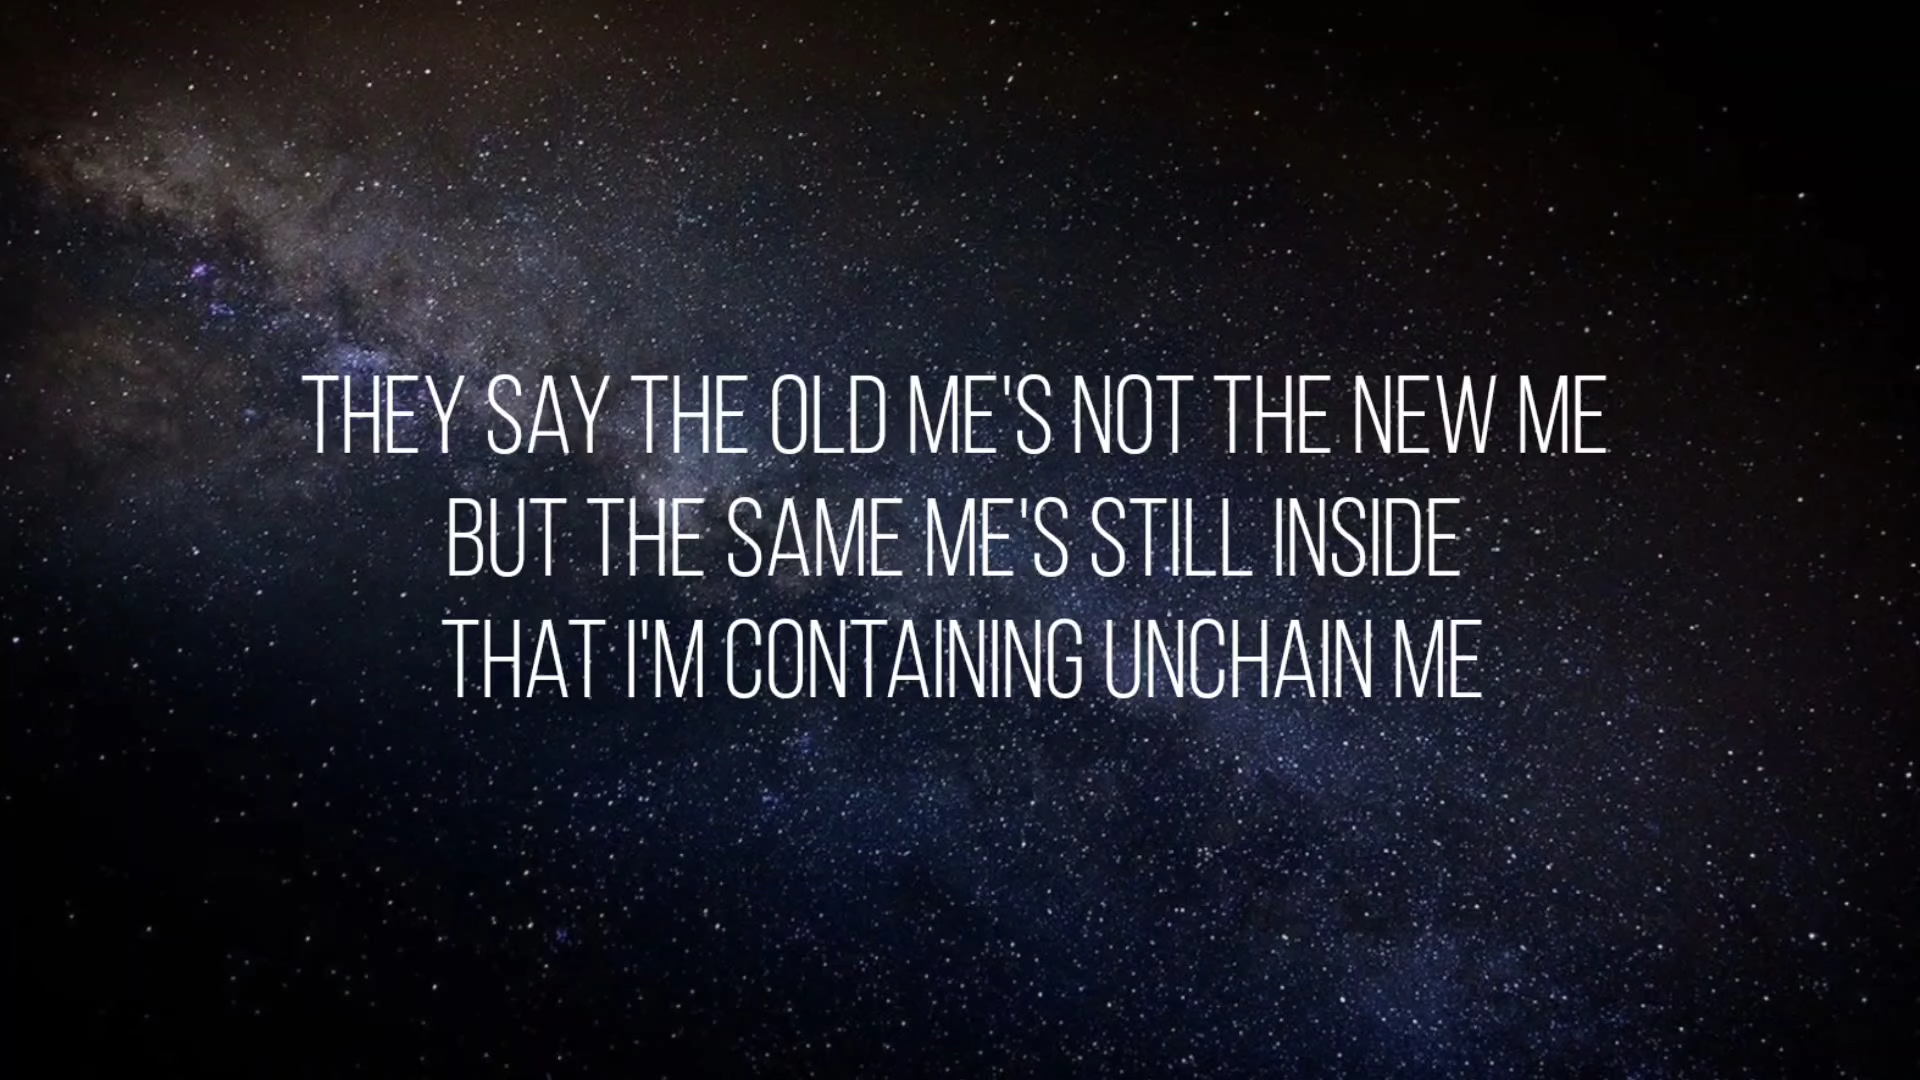 THEY SAY THE OLD ME'S NOT THE NEW ME
BUT THE SAME ME'S STILL INSIDE
THAT I'M CONTAINING UNCHAIN ME